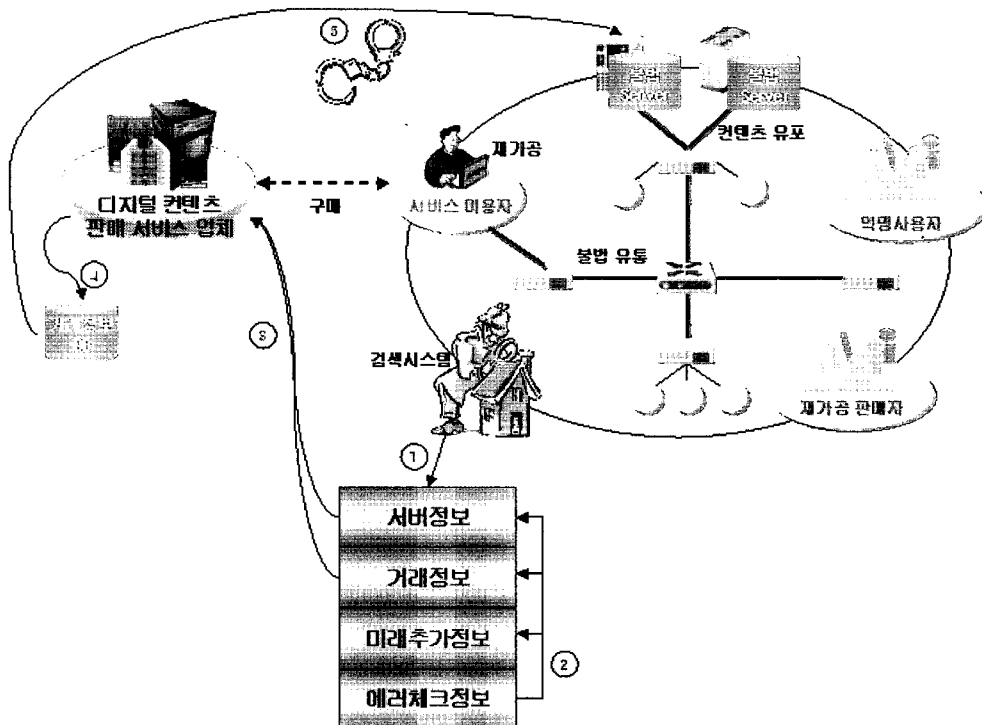 5
불법
Server
불법
Server
재가공
컨텐츠 유포
디지털 컨텐츠
판매 서비스 업체
구매
서비스 이용자
익명사용자
불법 유통
3
검색시스템
재가공 판매자
1
서버정보
거래정보
미래추가정보
2
에러체크정보